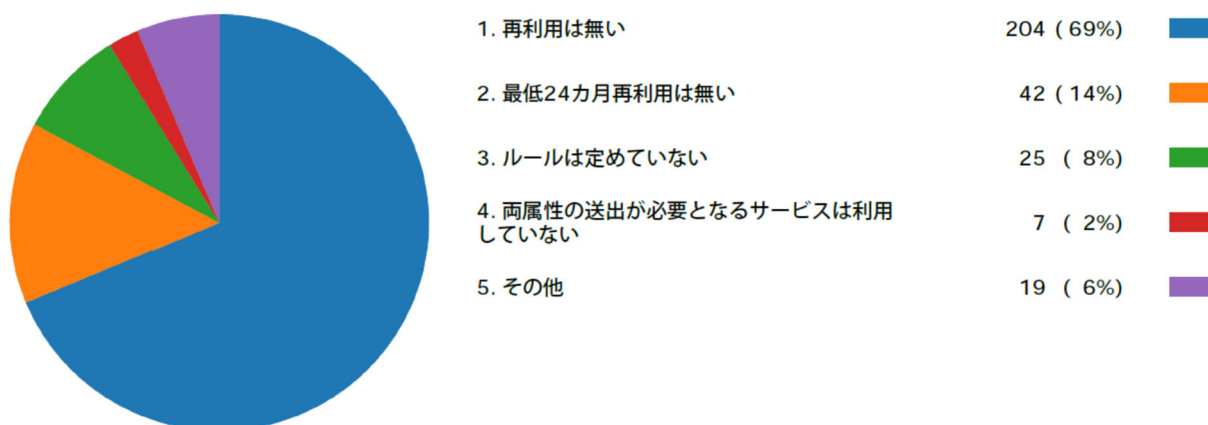 1. 再利用は無い 204 ( 69%)
2. 最低24カ月再利用は無い 42 ( 14%)
3. ルールは定めていない 25 ( 8%)
4. 両属性の送出が必要となるサービスは利用
していない 7 ( 2%)
5. その他 19 ( 6%)